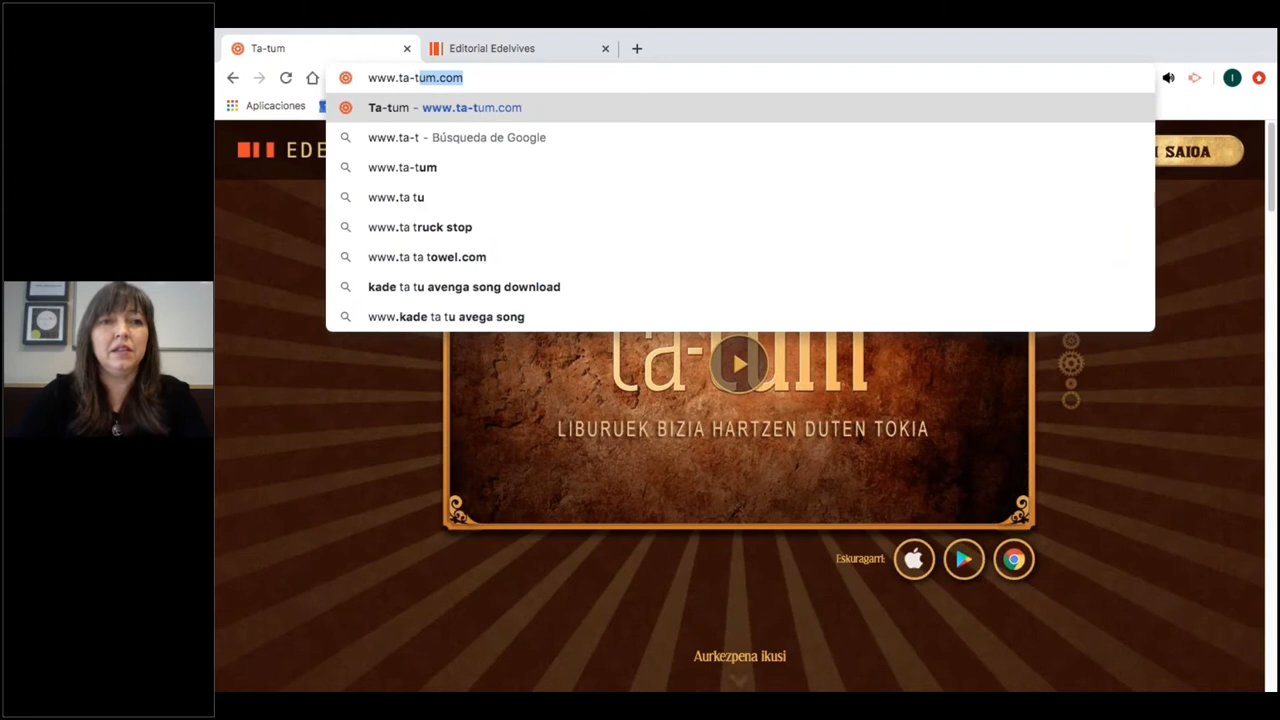 Ta-tum
Editorial Edelvives
www.ta-tum.com
Aplicaciones
Ta-tum – www.ta-tum.com
www.ta-t – Búsqueda de Google
www.ta-tum
www.ta tu
www.ta truck stop
www.ta ta towel.com
kade ta tu avenga song download
www.kade ta tu avega song
EDE
SAIOA
ta-tum
LIBURUEK BIZIA HARTZEN DUTEN TOKIA
Eskuragarri:
Aurkezpena ikusi